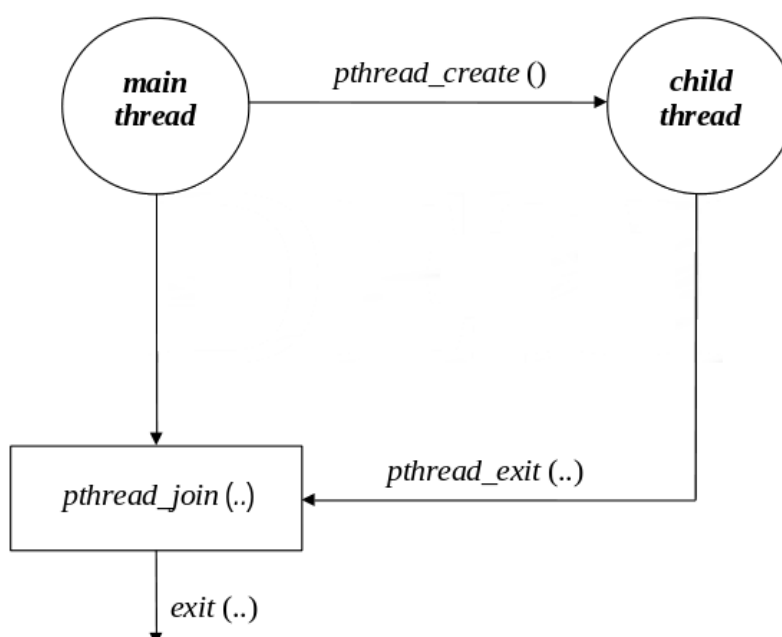 main
thread
pthread_create ()
child
thread
pthread_join (..)
pthread_exit (..)
exit (..)